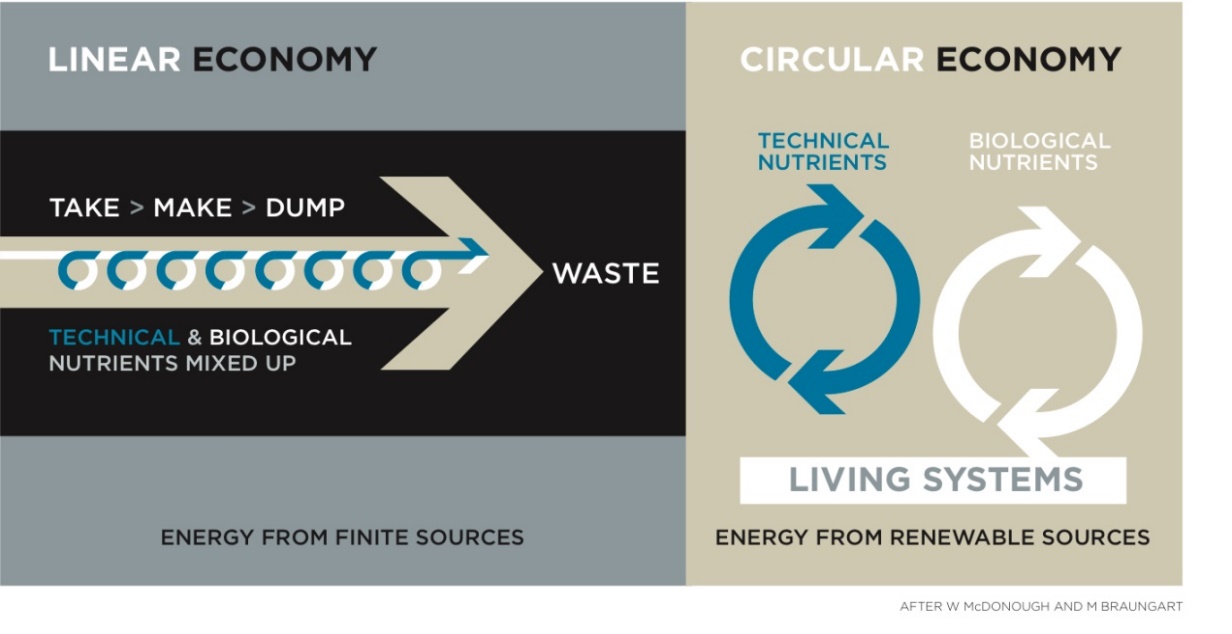 LINEAR ECONOMY
TAKE > MAKE > DUMP
WASTE
TECHNICAL & BIOLOGICAL
NUTRIENTS MIXED UP
ENERGY FROM FINITE SOURCES
CIRCULAR ECONOMY
TECHNICAL
NUTRIENTS
BIOLOGICAL
NUTRIENTS
LIVING SYSTEMS
ENERGY FROM RENEWABLE SOURCES
AFTER W McDONOUGH AND M BRAUNGART